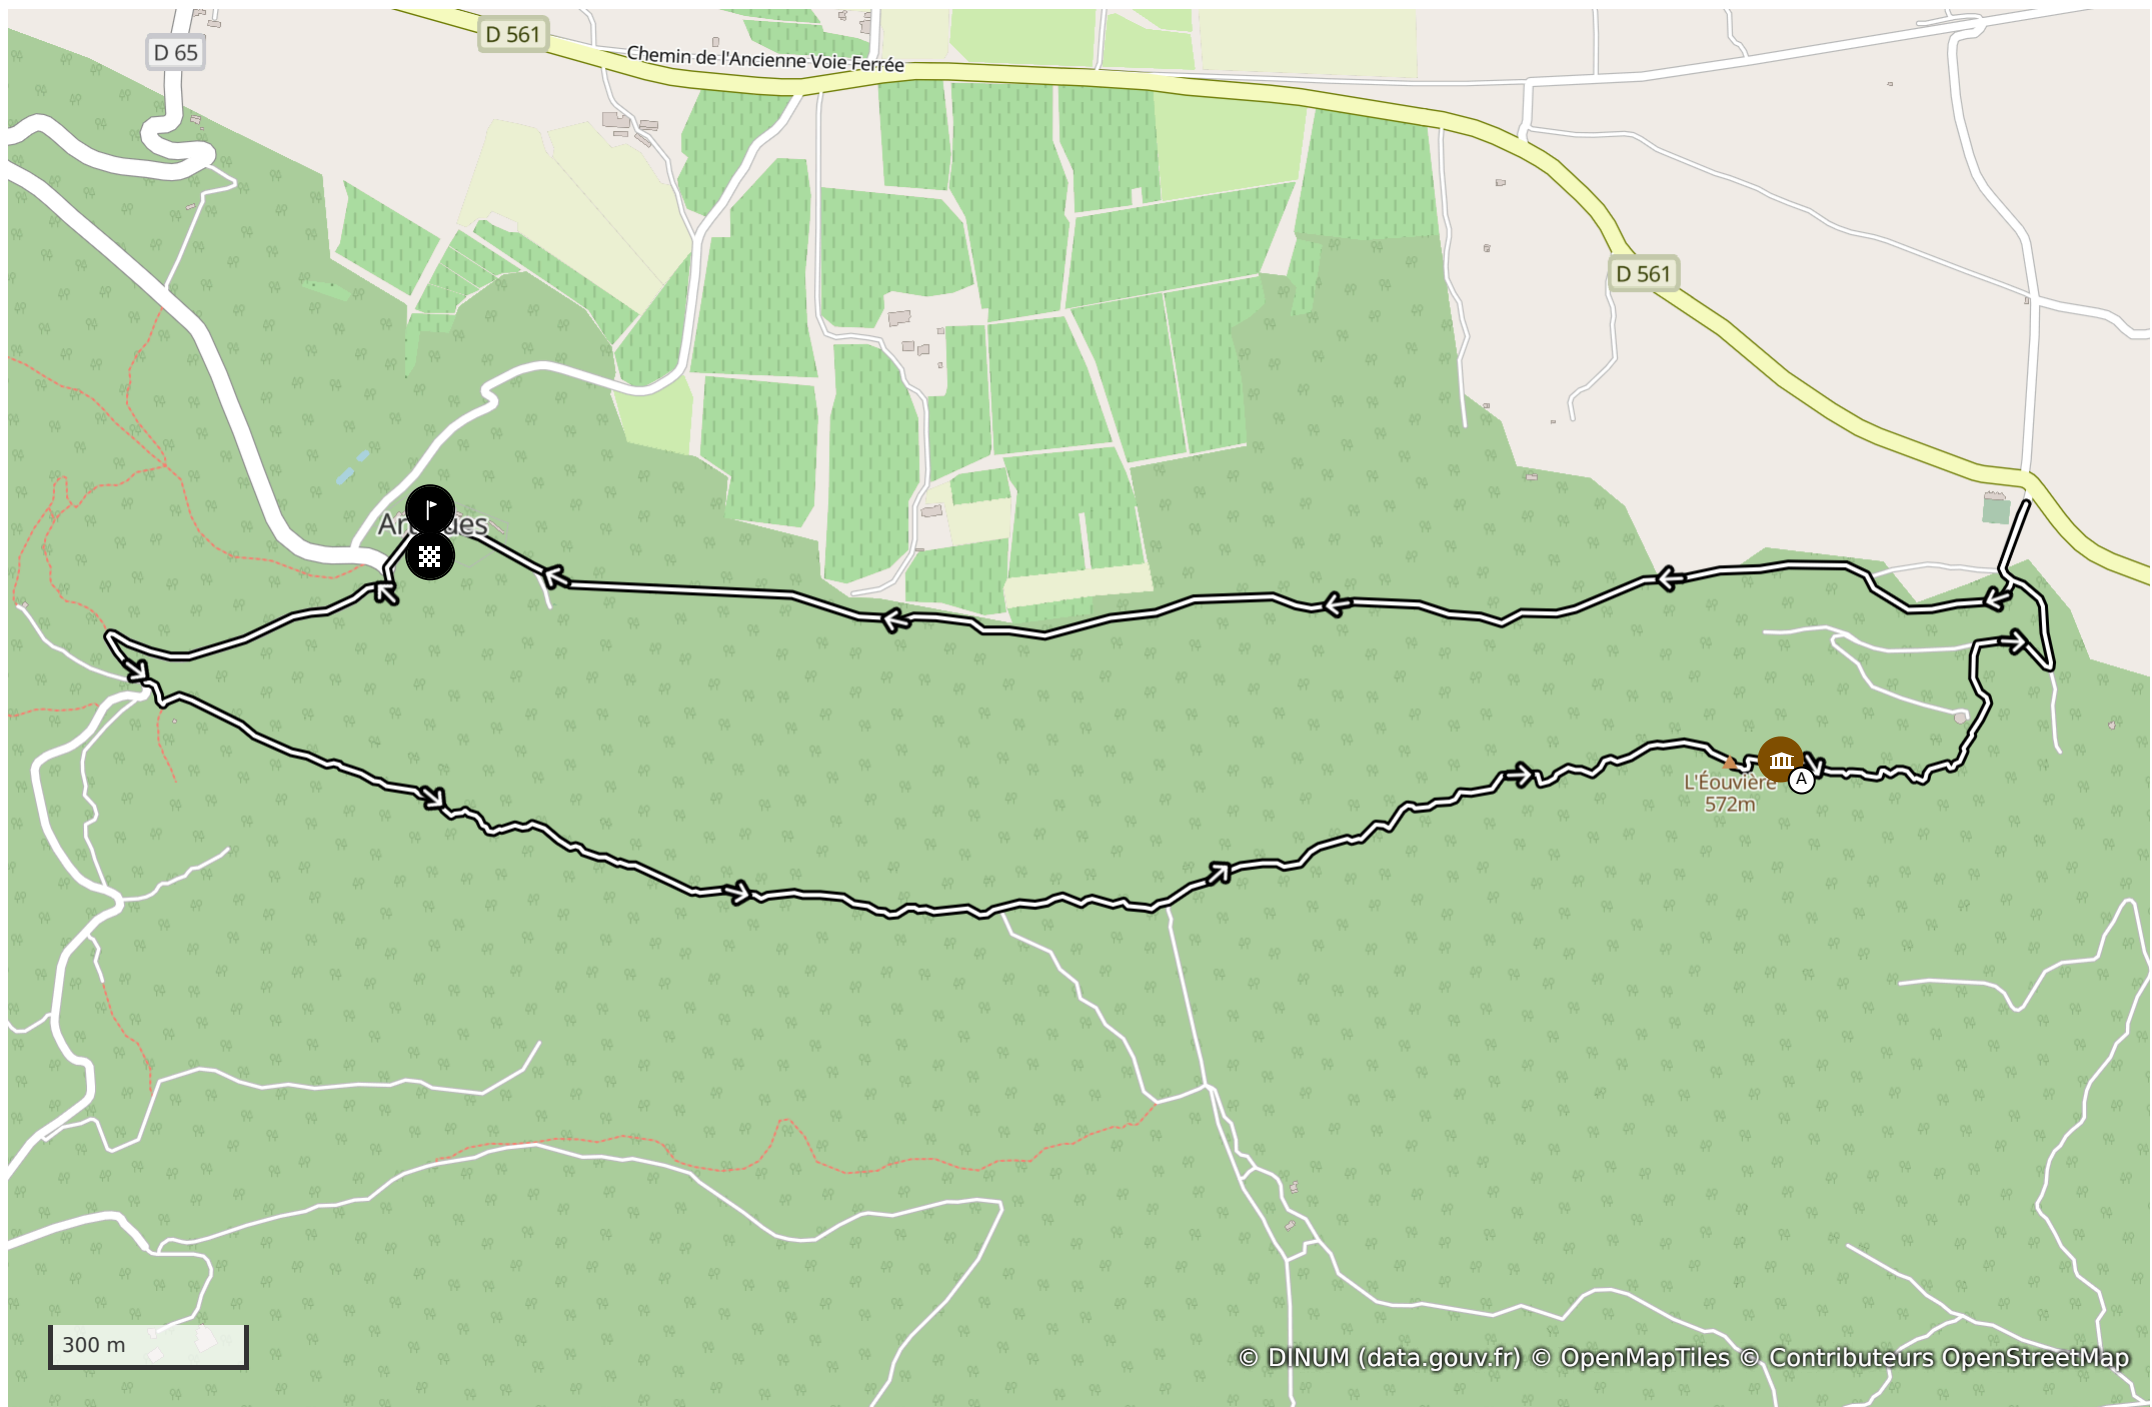 D 65
D 561
Chemin de l'Ancienne Voie Ferrée
D 561
L'Éouvière
572m
A
300 m
© DINUM (data.gouv.fr) © OpenMapTiles © Contributeurs OpenStreetMap